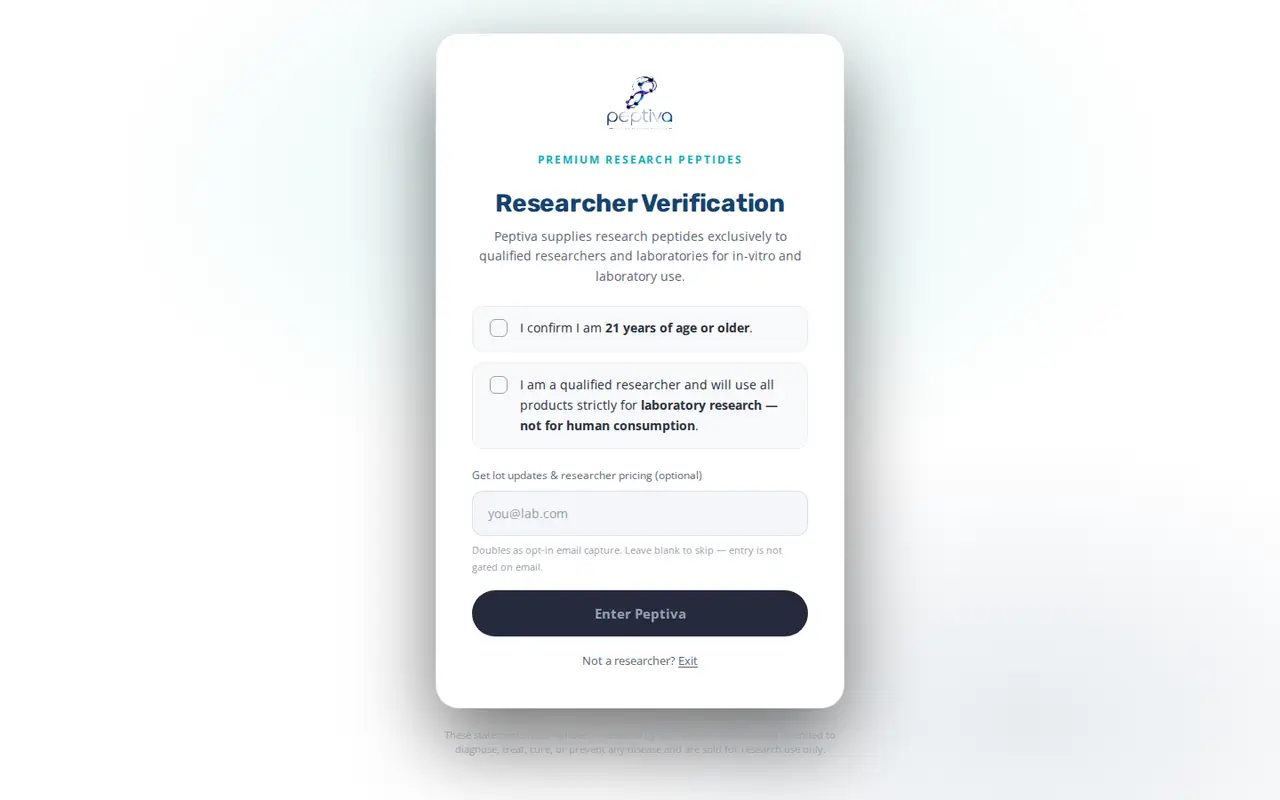 peptiva
PREMIUM RESEARCH PEPTIDES
Researcher Verification
Peptiva supplies research peptides exclusively to
qualified researchers and laboratories for in-vitro and
laboratory use.
I confirm I am 21 years of age or older.
I am a qualified researcher and will use all
products strictly for laboratory research —
not for human consumption.
Get lot updates & researcher pricing (optional)
you@lab.com
Doubles as opt-in email capture. Leave blank to skip — entry is not
gated on email.
Enter Peptiva
Not a researcher? Exit
These to
diagnose, treat, cure, or prevent any disease and are sold for research use only.